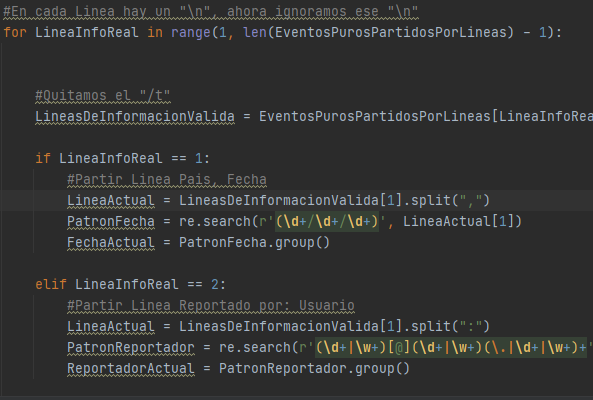 #En cada Linea hay un "\n", ahora ignoramos ese "\n"
for LineaInfoReal in range(1, len(EventosPurosPartidosPorLineas) - 1):
#Quitamos el "/t"
LineasDeInformacionValida = EventosPurosPartidosPorLineas[LineaInfoRea
if LineaInfoReal == 1:
#Partir Linea Pais, Fecha
LineaActual = LineasDeInformacionValida[1].split(",")
PatronFecha = re.search(r'(\d+/\d+/\d+)', LineaActual[1])
FechaActual = PatronFecha.group()
elif LineaInfoReal == 2:
#Partir Linea Reportado por: Usuario
LineaActual = LineasDeInformacionValida[1].split(":")
PatronReportador = re.search(r'(\d+|\w+)[@](\d+|\w+)(\.|\d+|\w+)+'
ReportadorActual = PatronReportador.group()